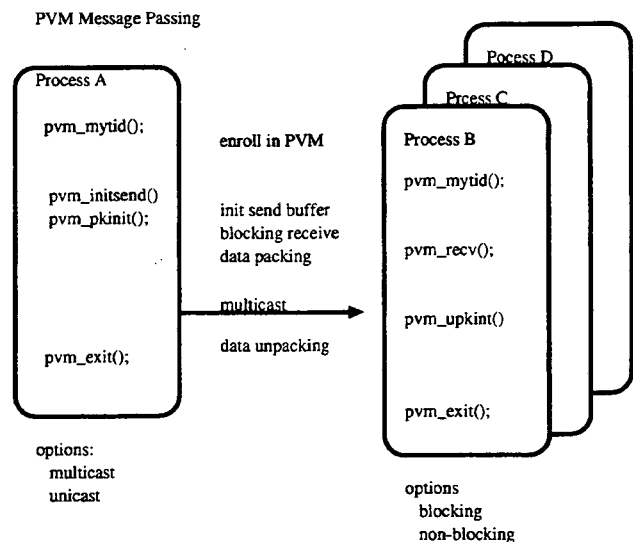 PVM Message Passing
Process A
pvm_mytid();
pvm_initsend()
pvm_pkinit();
pvm_exit();
options:
multicast
unicast
enroll in PVM
init send buffer
blocking receive
data packing
multicast
data unpacking
Pocess D
Prcess C
Process B
pvm_mytid();
pvm_recv();
pvm_upkint()
pvm_exit();
options
blocking
non-blocking